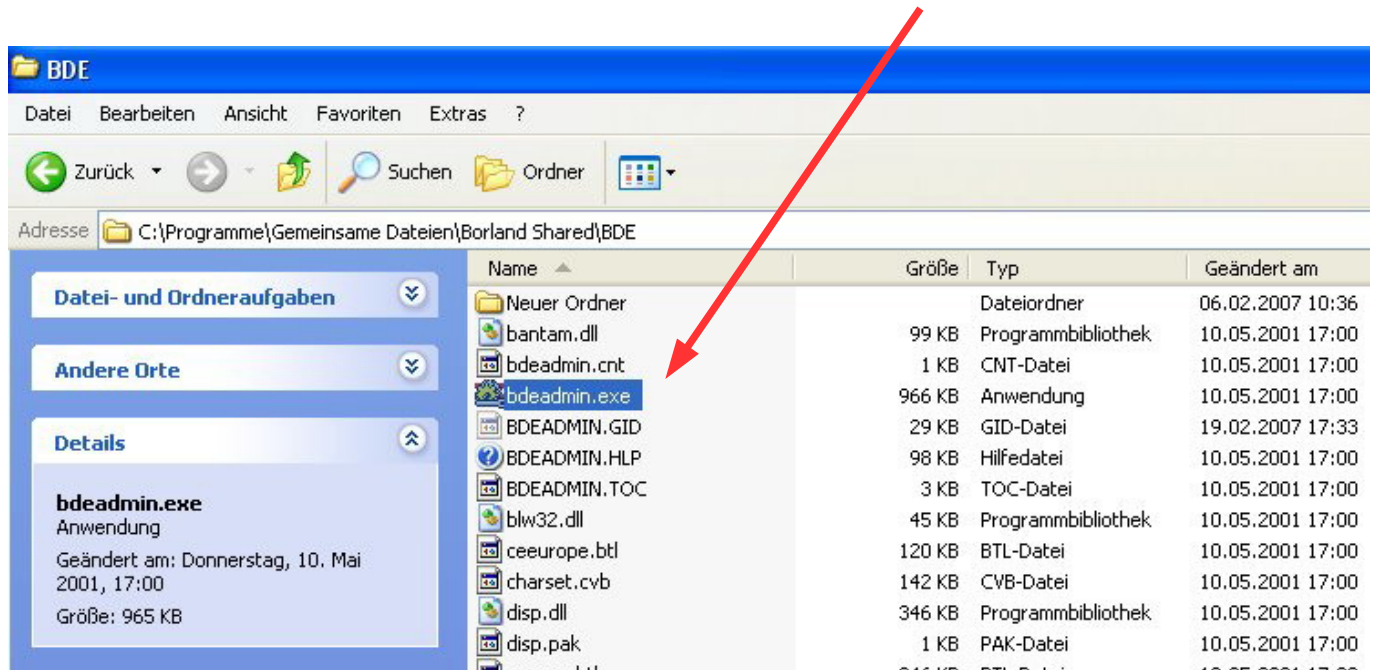 BDE
Datei Bearbeiten Ansicht Favoriten Extras ?
Zurück Suchen Ordner
Adresse C:\Programme\Gemeinsame Dateien\Borland Shared\BDE
Datei- und Ordneraufgaben
Andere Orte
Details
bdeadmin.exe
Anwendung
Geändert am: Donnerstag, 10. Mai
2001, 17:00
Größe: 965 KB
Name Größe Typ Geändert am
Neuer Ordner Dateiordner 06.02.2007 10:36
bantam.dll 99 KB Programmbibliothek 10.05.2001 17:00
bdeadmin.cnt 1 KB CNT-Datei 10.05.2001 17:00
bdeadmin.exe 966 KB Anwendung 10.05.2001 17:00
BDEADMIN.GID 29 KB GID-Datei 19.02.2007 17:33
BDEADMIN.HLP 98 KB Hilfedatei 10.05.2001 17:00
BDEADMIN.TOC 3 KB TOC-Datei 10.05.2001 17:00
blw32.dll 45 KB Programmbibliothek 10.05.2001 17:00
ceeurope.btl 120 KB BTL-Datei 10.05.2001 17:00
charset.cvb 142 KB CVB-Datei 10.05.2001 17:00
disp.dll 346 KB Programmbibliothek 10.05.2001 17:00
disp.pak 1 KB PAK-Datei 10.05.2001 17:00